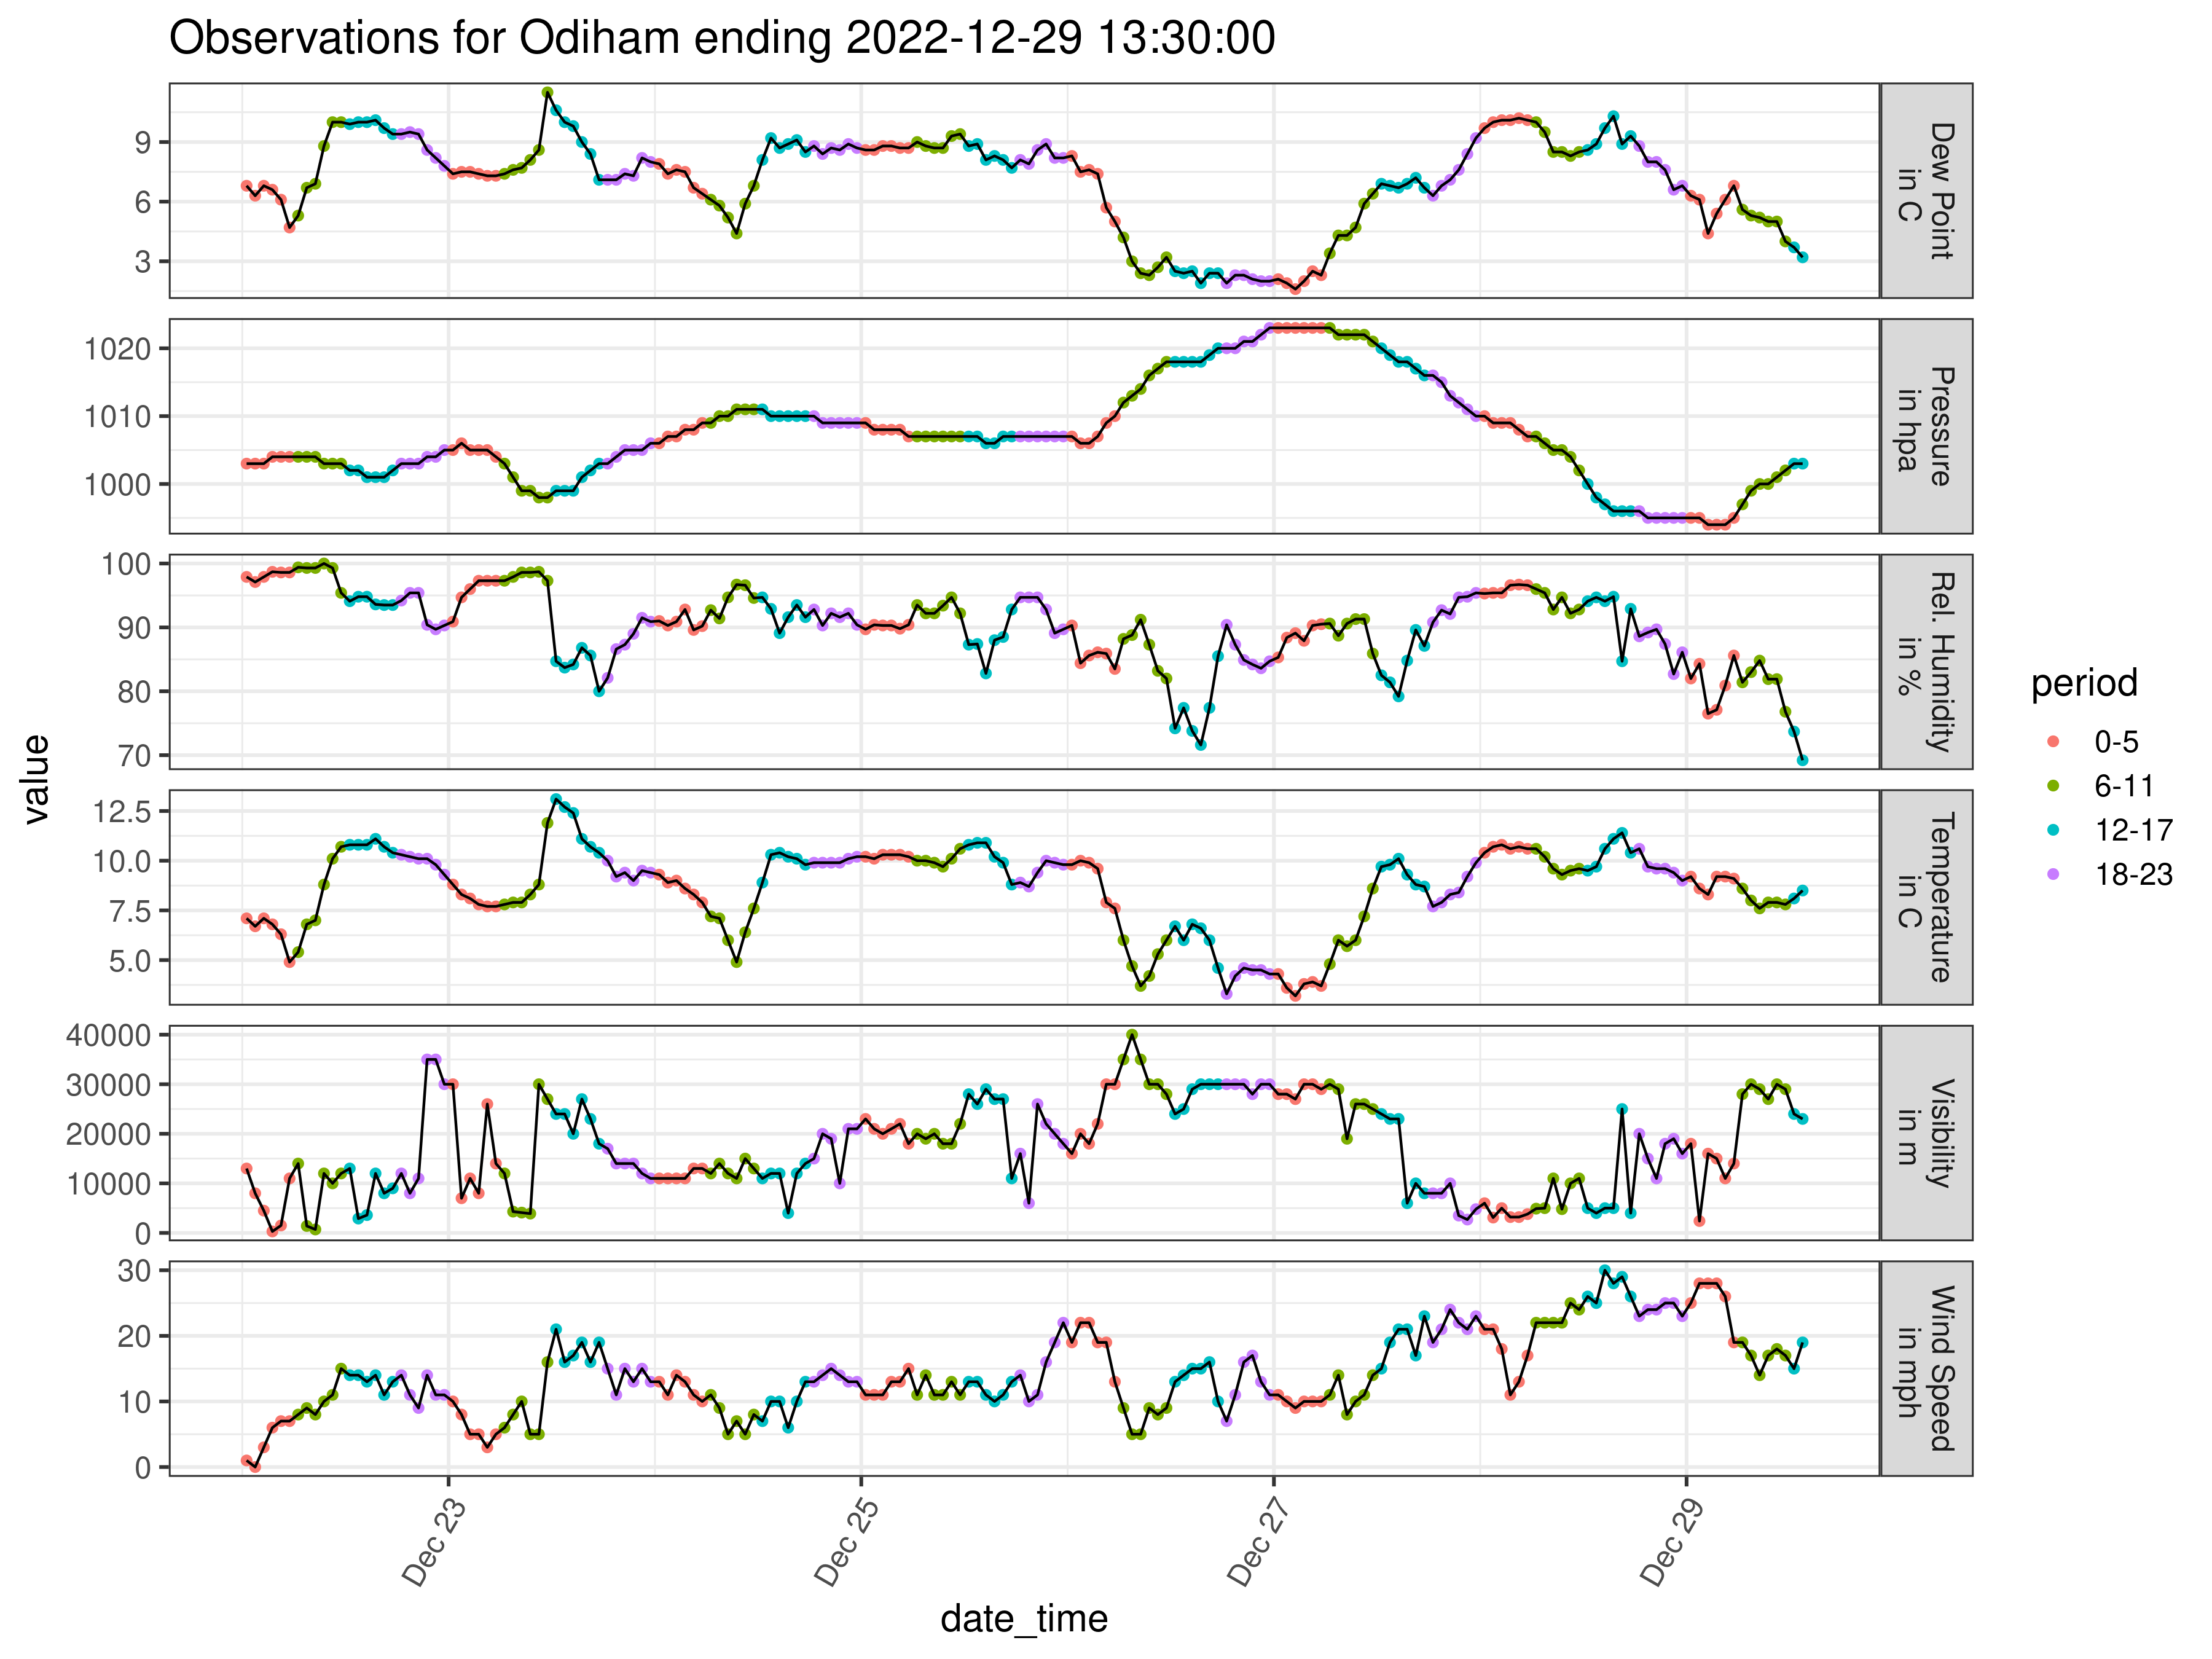 Observations for Odiham ending 2022-12-29 13:30:00
value
9
6
3
Dew Point
in C
1020
1010
1000
Pressure
in hpa
100
90
80
70
Rel. Humidity
in %
12.5
10.0
7.5
5.0
Temperature
in C
40000
30000
20000
10000
0
Visibility
in m
30
20
10
0
Wind Speed
in mph
Dec 23
Dec 25
Dec 27
Dec 29
date_time
period
0-5
6-11
12-17
18-23